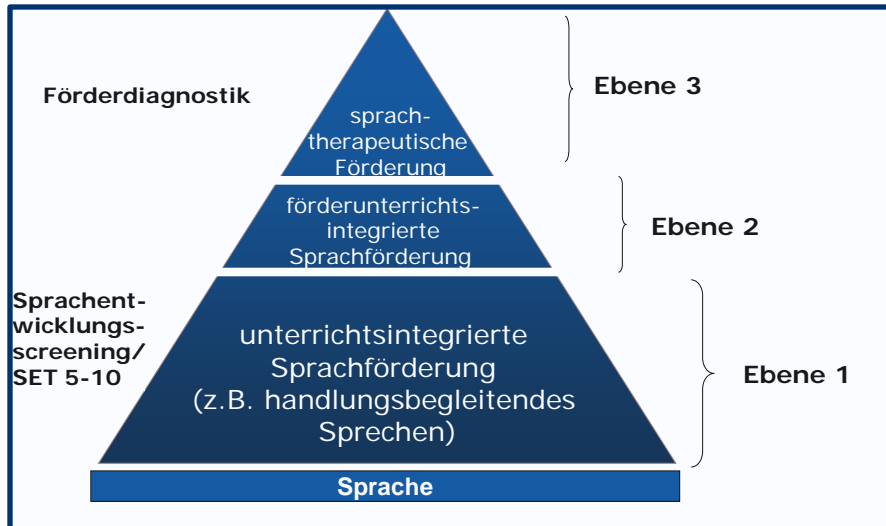 Förderdiagnostik
sprach-
therapeutische
Förderung
Ebene 3
förderunterrichts-
integrierte
Sprachförderung
Ebene 2
Sprachent-
wicklungs-
screening/
SET 5-10
unterrichtsintegrierte
Sprachförderung
(z.B. handlungsbegleitendes
Sprechen)
Ebene 1
Sprache